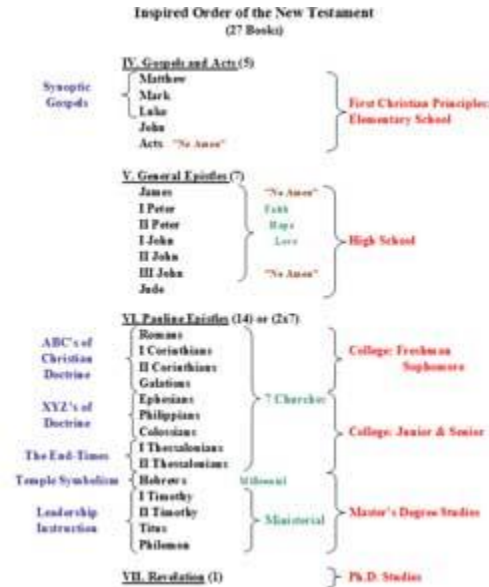 Inspired Order of the New Testament
(27 Books)
IV. Gospels and Acts (5)
Synoptic
Gospels
Matthew
Mark
Luke
John
Acts "No Amen"
First Christian Principles
Elementary School
V. General Epistles (7)
James "No Amen"
I Peter Faith
II Peter Hope
I John Love
II John
III John "No Amen"
Jude
High School
VI. Pauline Epistles (14) or (2x7)
ABC's of
Christian
Doctrine
Romans
I Corinthians
II Corinthians
Galatians
College: Freshman
Sophomore
XYZ's of
Doctrine
Ephesians
Philippians
Colossians
7 Churches
College: Junior & Senior
The End-Times
I Thessalonians
II Thessalonians
Temple Symbolism
Hebrews
Millennial
Leadership
Instruction
I Timothy
II Timothy
Titus
Philemon
Ministerial
Master's Degree Studies
VII. Revelation (1)
Ph.D. Studies